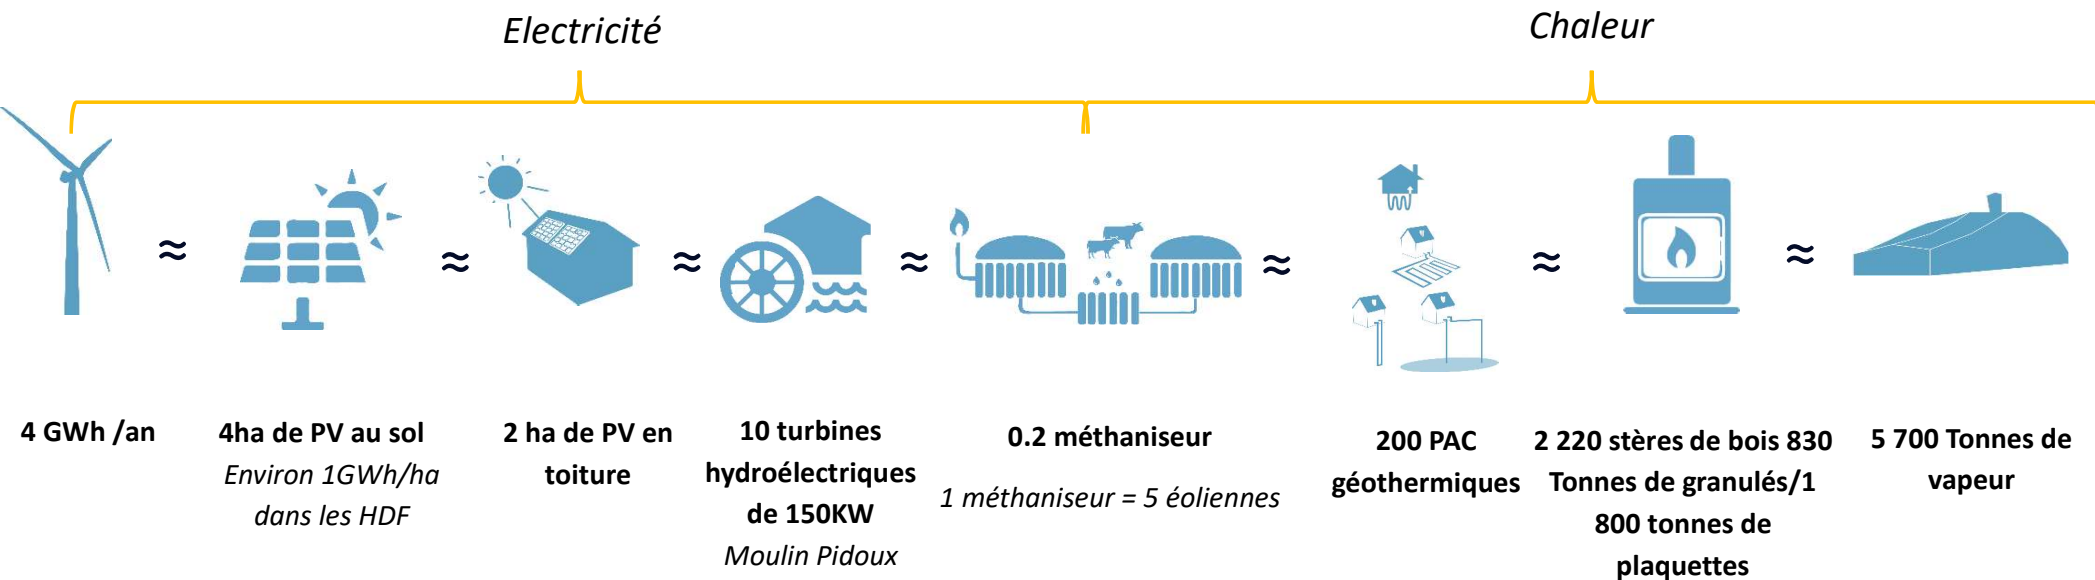 Electricité
Chaleur
≈ ≈ ≈ ≈ ≈ ≈ ≈
4 GWh /an
4ha de PV au sol
Environ 1GWh/ha
dans les HDF
2 ha de PV en
toiture
10 turbines
hydroélectriques
de 150KW
Moulin Pidoux
0.2 méthaniseur
1 méthaniseur = 5 éoliennes
200 PAC
géothermiques
2 220 stères de bois 830
Tonnes de granulés/1
800 tonnes de
plaquettes
5 700 Tonnes de
vapeur